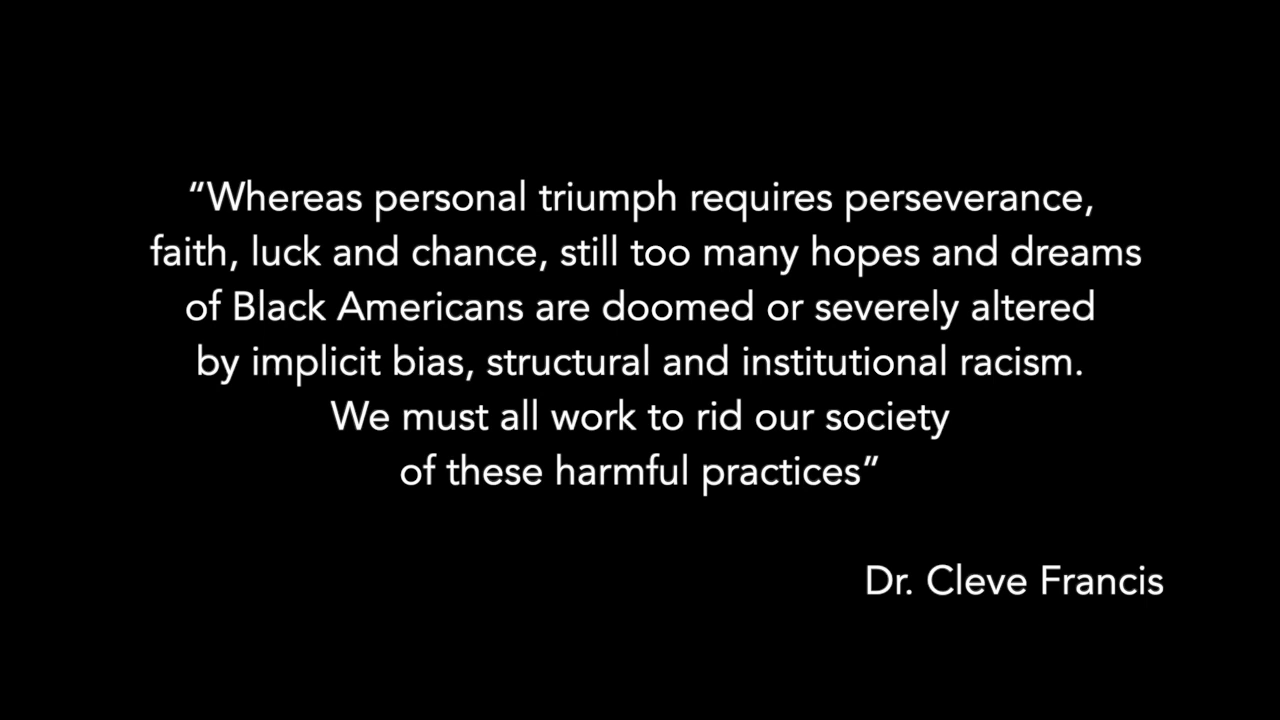 “Whereas personal triumph requires perseverance,
faith, luck and chance, still too many hopes and dreams
of Black Americans are doomed or severely altered
by implicit bias, structural and institutional racism.
We must all work to rid our society
of these harmful practices”
Dr. Cleve Francis